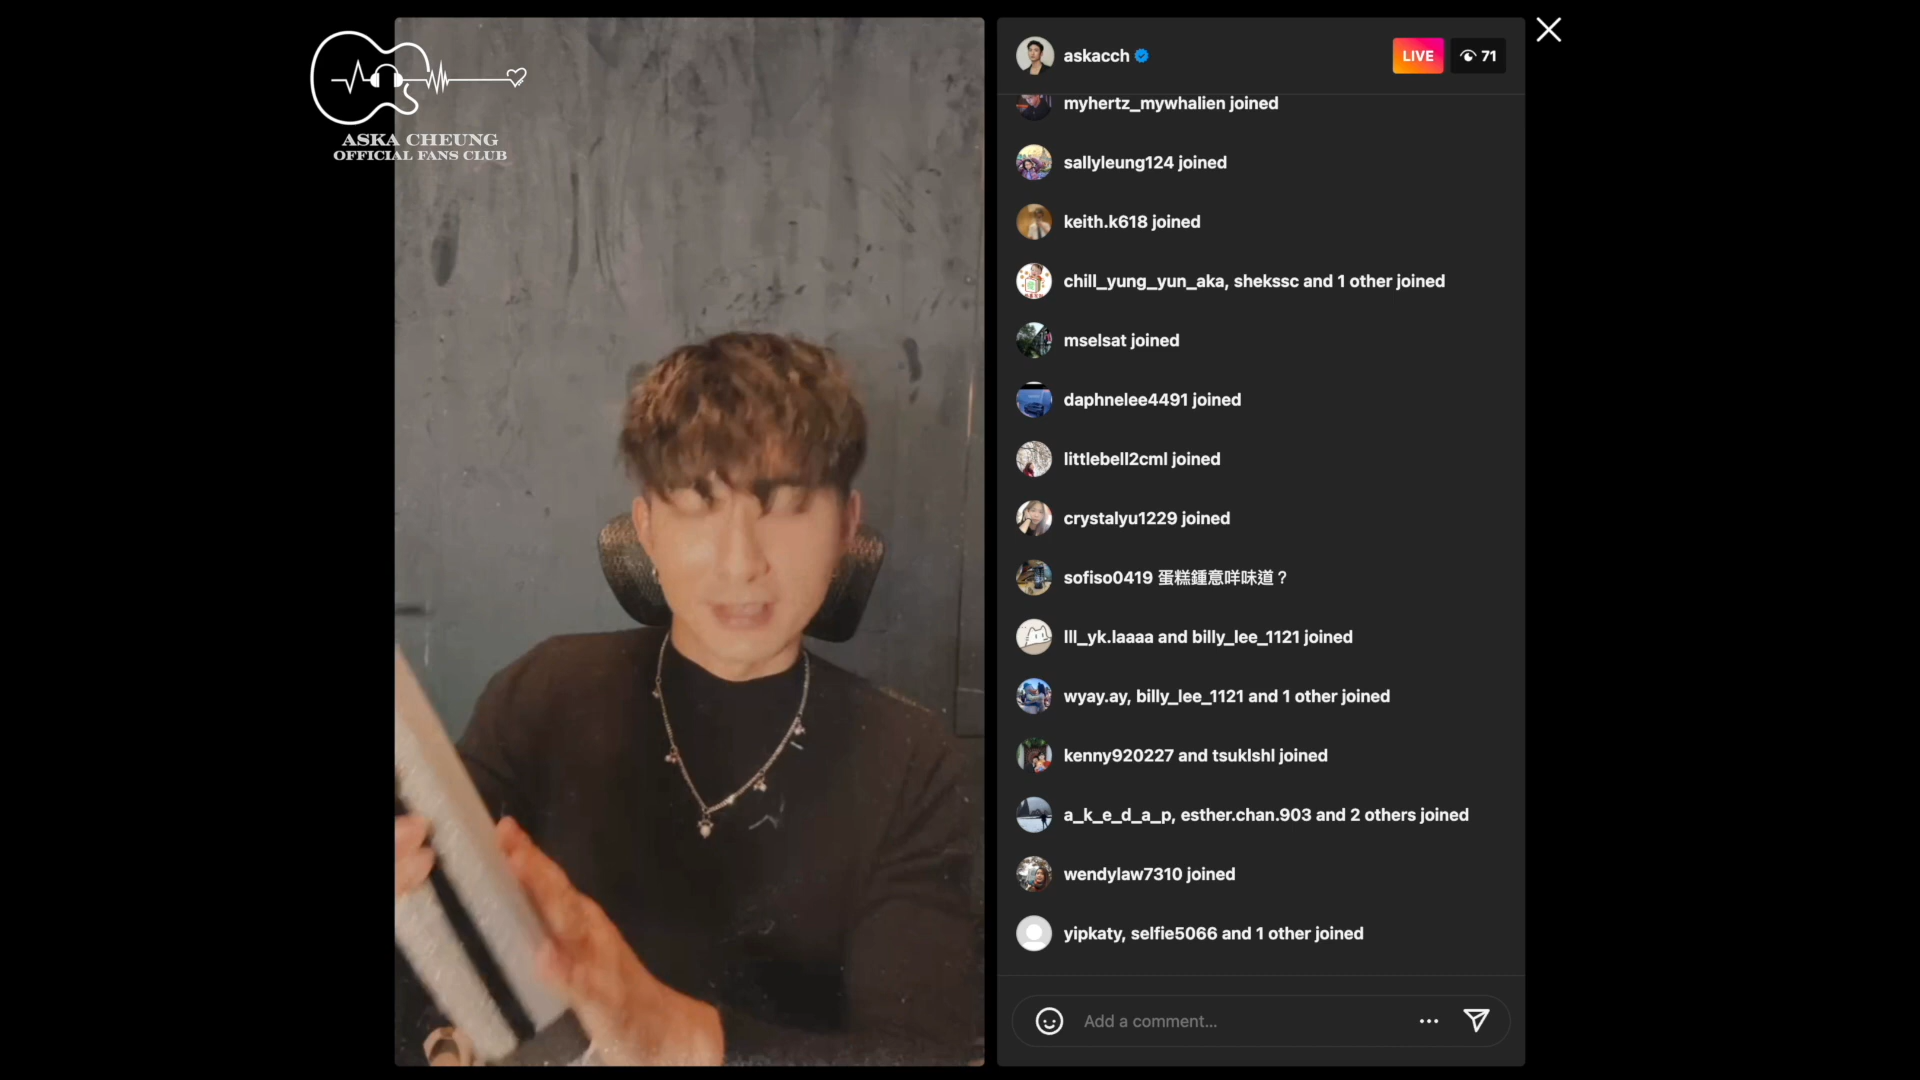 ASKA CHEUNG
OFFICIAL FANS CLUB
askacch
LIVE
71
myhertz_mywhalien joined
sallyleung124 joined
keith.k618 joined
chill_yung_yun_aka, shekssc and 1 other joined
mselsat joined
daphnelee4491 joined
littlebell2cml joined
crystalyu1229 joined
sofiso0419 蛋糕鍾意咩味道？
lll_yk.laaaa and billy_lee_1121 joined
wyay.ay, billy_lee_1121 and 1 other joined
kenny920227 and tsuklshl joined
a_k_e_d_a_p, esther.chan.903 and 2 others joined
wendylaw7310 joined
yipkaty, selfie5066 and 1 other joined
Add a comment...